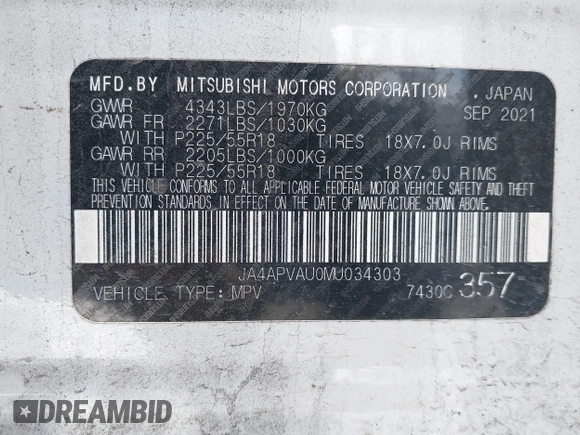 MFD.BY MITSUBISHI MOTORS CORPORATION , JAPAN
GVWR 4343LBS/1970KG SEP 2021
GAWR FR 2271LBS/1030KG
WITH P225/55R18 TIRES 18X7.0J RIMS
GAWR RR 2205LBS/1000KG
WITH P225/55R18 TIRES 18X7.0J RIMS
THIS VEHICLE CONFORMS TO ALL APPLICABLE FEDERAL MOTOR VEHICLE SAFETY AND THEFT
PREVENTION STANDARDS IN EFFECT ON THE DATE OF MANUFACTURE SHOWN ABOVE.
JA4APVAU0MU034303
VEHICLE TYPE: MPV 7430C 357
DREAMBID